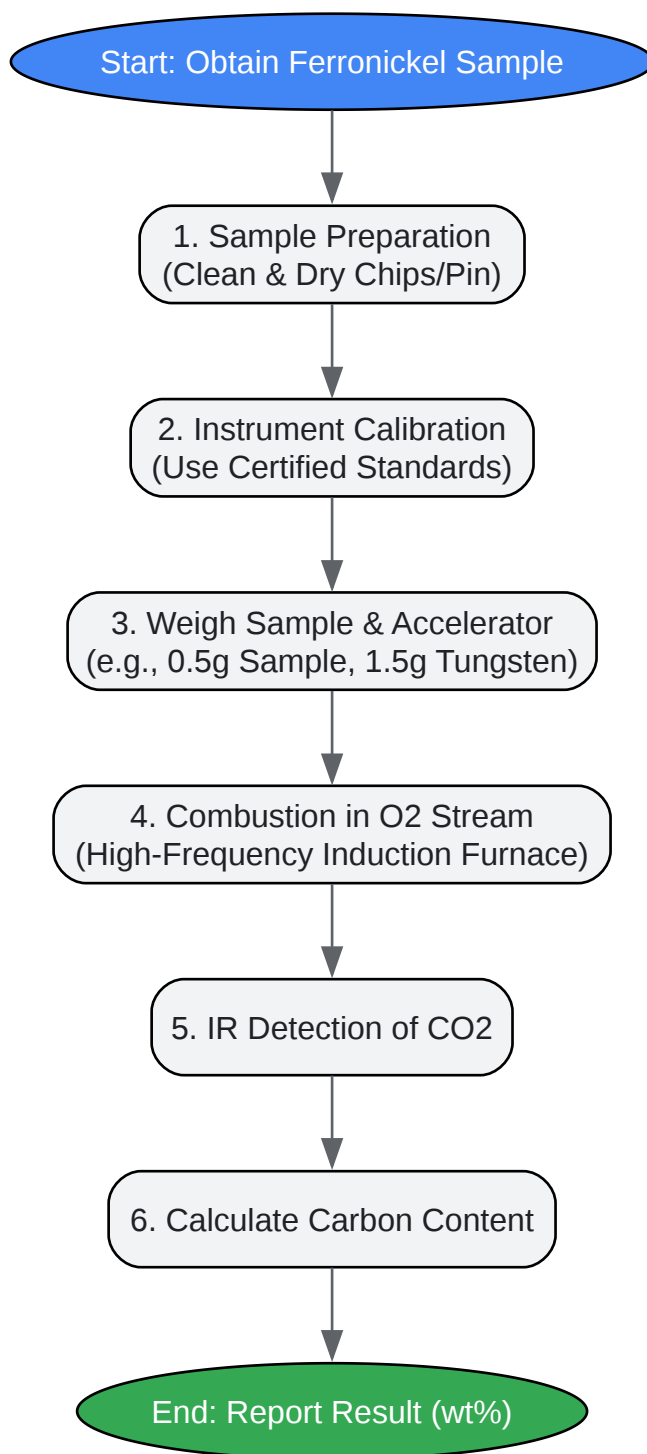 Start: Obtain Ferronickel Sample
1. Sample Preparation
(Clean & Dry Chips/Pin)
2. Instrument Calibration
(Use Certified Standards)
3. Weigh Sample & Accelerator
(e.g., 0.5g Sample, 1.5g Tungsten)
4. Combustion in O2 Stream
(High-Frequency Induction Furnace)
5. IR Detection of CO2
6. Calculate Carbon Content
End: Report Result (wt%)